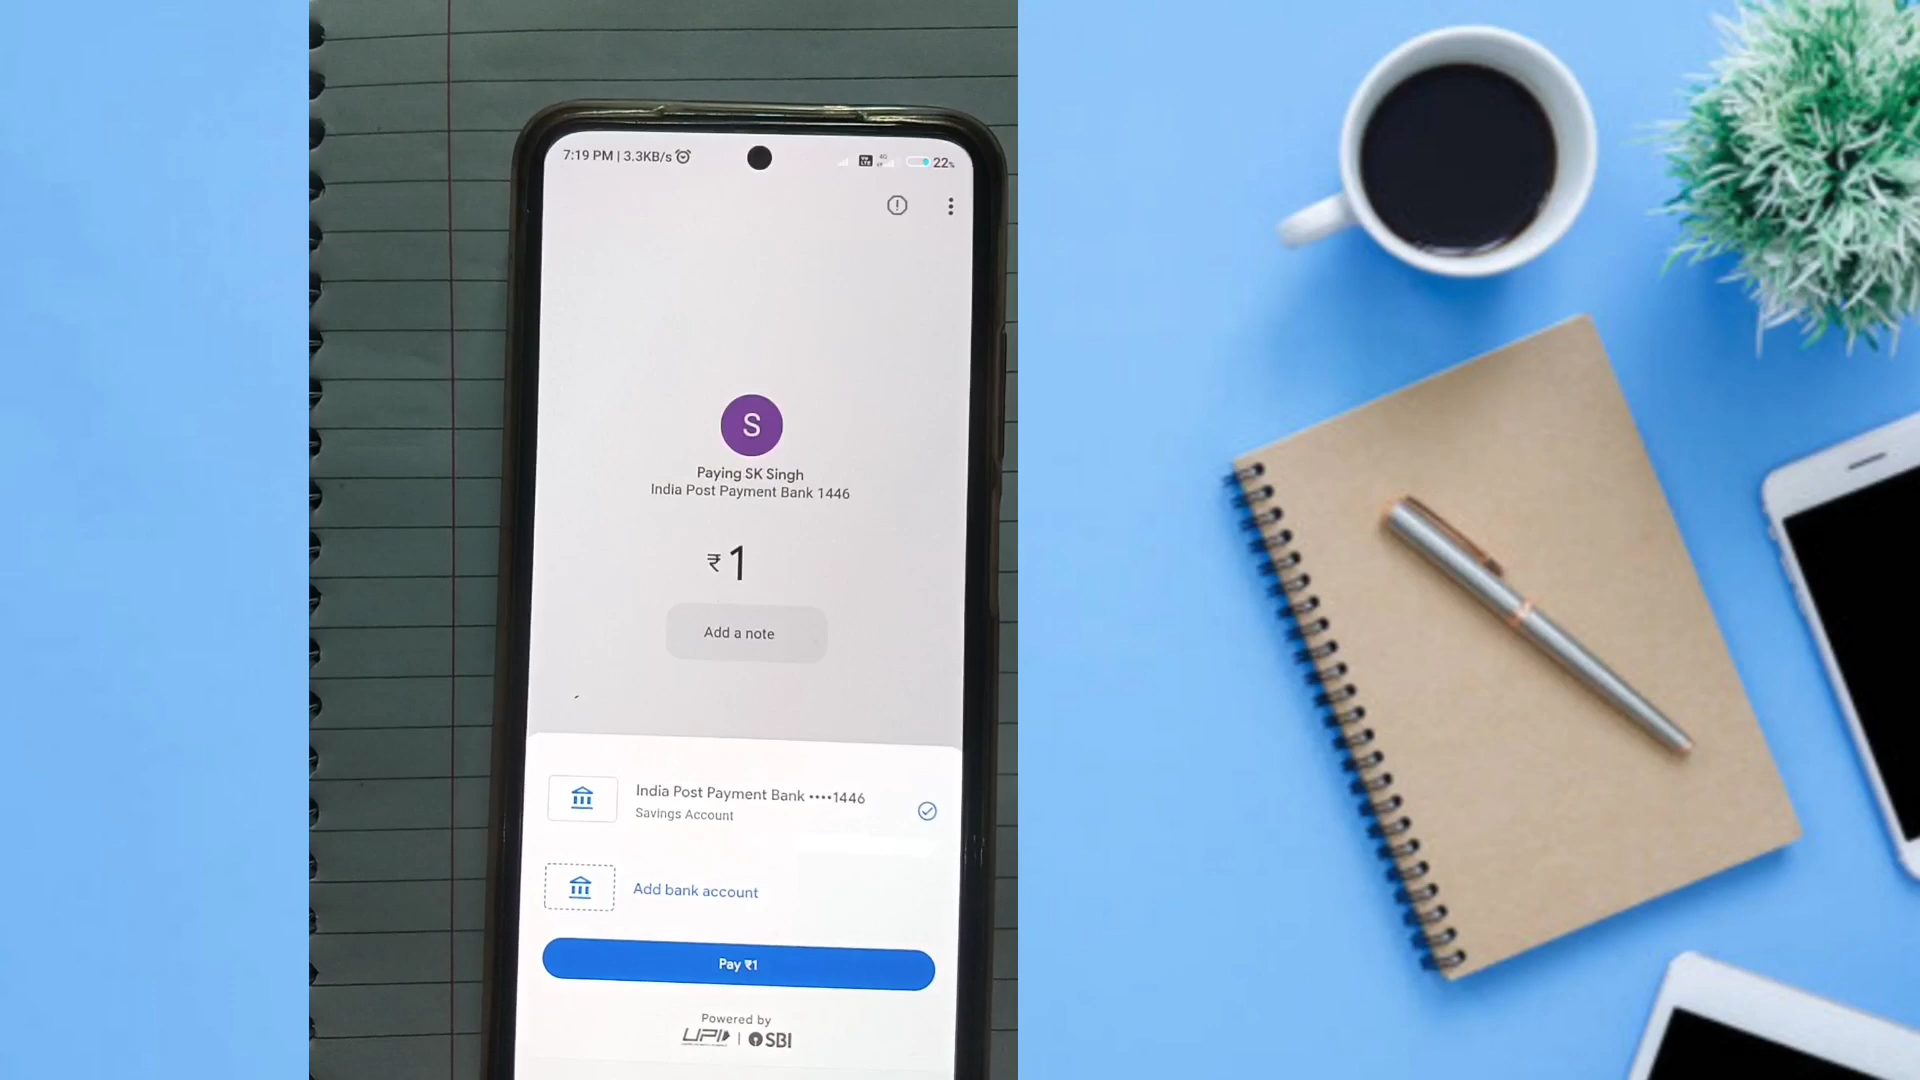 7:19 PM | 3.3KB/s
22%
S
Paying SK Singh
India Post Payment Bank 1446
₹1
Add a note
India Post Payment Bank ••••1446
Savings Account
Add bank account
Pay ₹1
Powered by
UPI | SBI